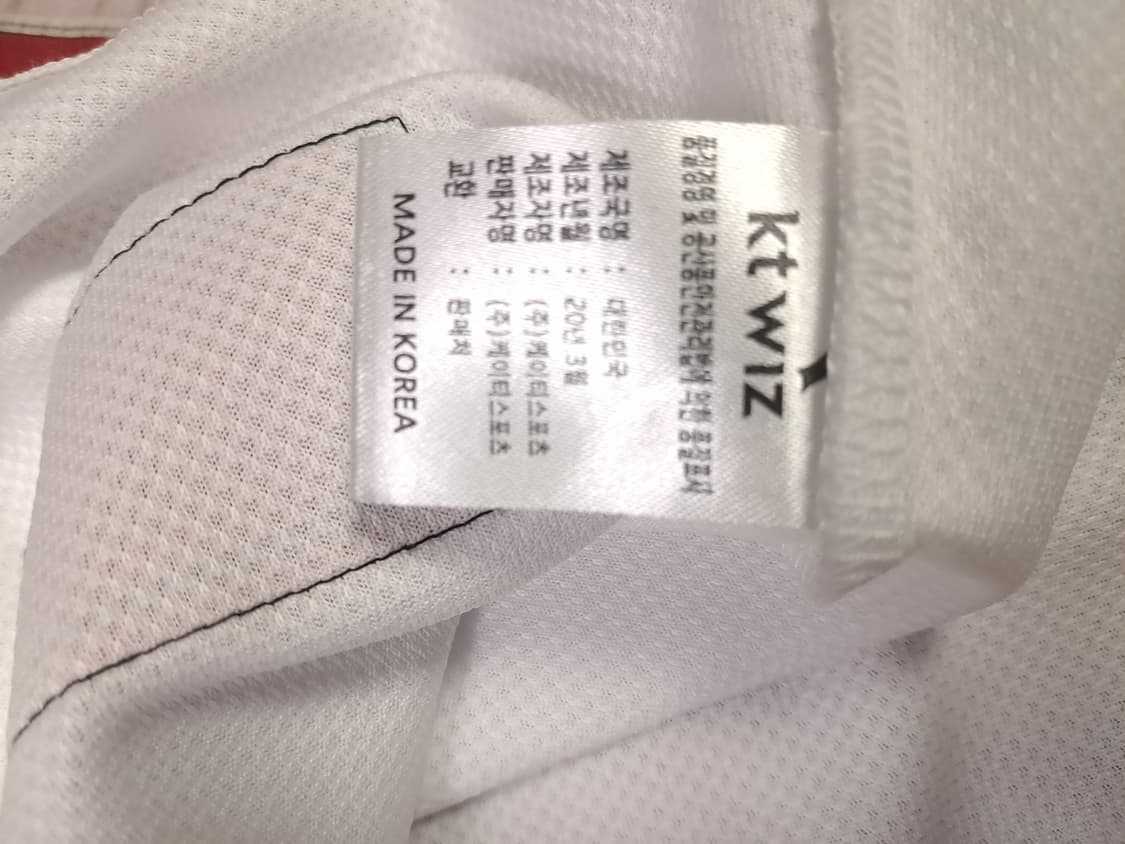 kt wiz
품질경영 및 공산품안전관리법에 의한 품질표시
제조국명 : 대한민국
제조년월 : 20년 3월
제조자명 : (주)케이티스포츠
판매자명 : (주)케이티스포츠
교환 : 판매처
MADE IN KOREA